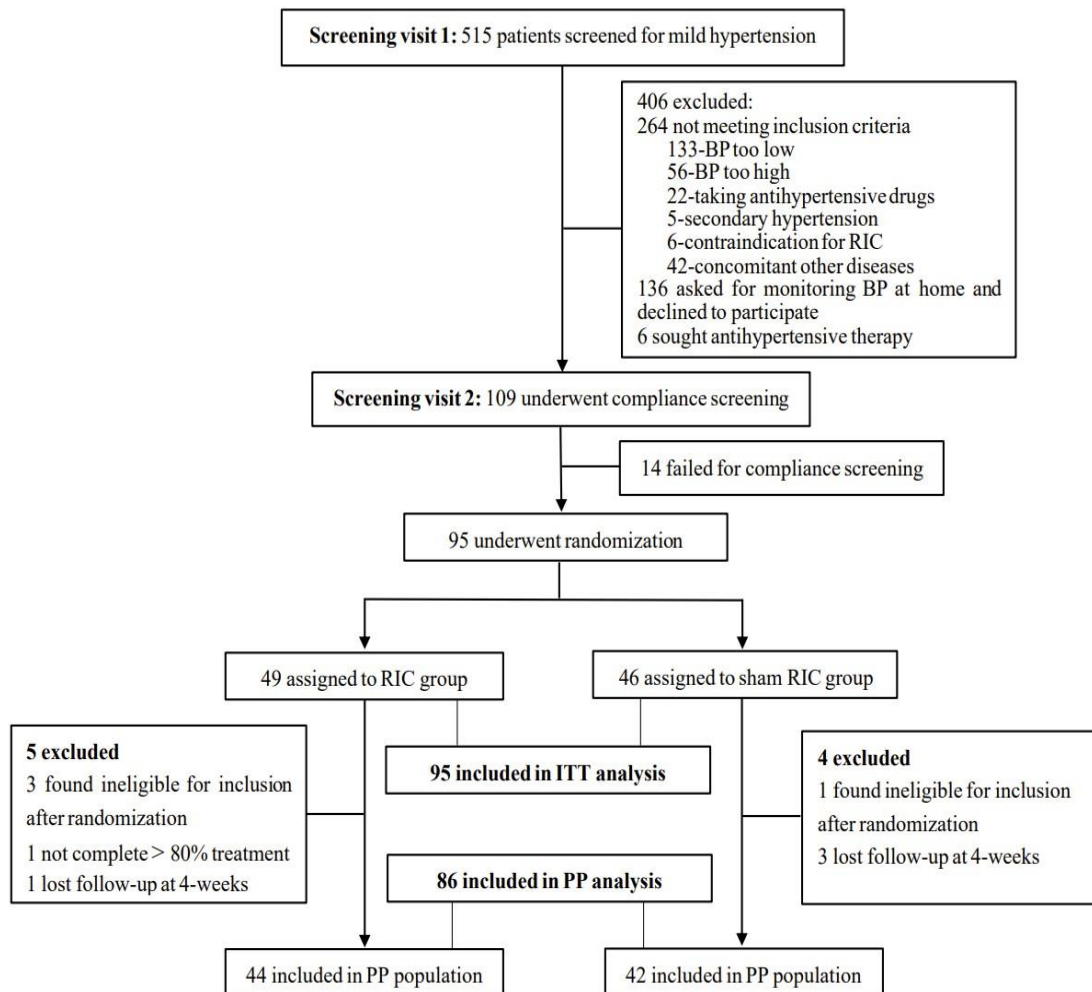 Screening visit 1: 515 patients screened for mild hypertension
406 excluded:
264 not meeting inclusion criteria
133-BP too low
56-BP too high
22-taking antihypertensive drugs
5-secondary hypertension
6-contraindication for RIC
42-concomitant other diseases
136 asked for monitoring BP at home and
declined to participate
6 sought antihypertensive therapy
Screening visit 2: 109 underwent compliance screening
14 failed for compliance screening
95 underwent randomization
49 assigned to RIC group
46 assigned to sham RIC group
5 excluded
3 found ineligible for inclusion
after randomization
1 not complete > 80% treatment
1 lost follow-up at 4-weeks
95 included in ITT analysis
4 excluded
1 found ineligible for inclusion
after randomization
3 lost follow-up at 4-weeks
86 included in PP analysis
44 included in PP population
42 included in PP population